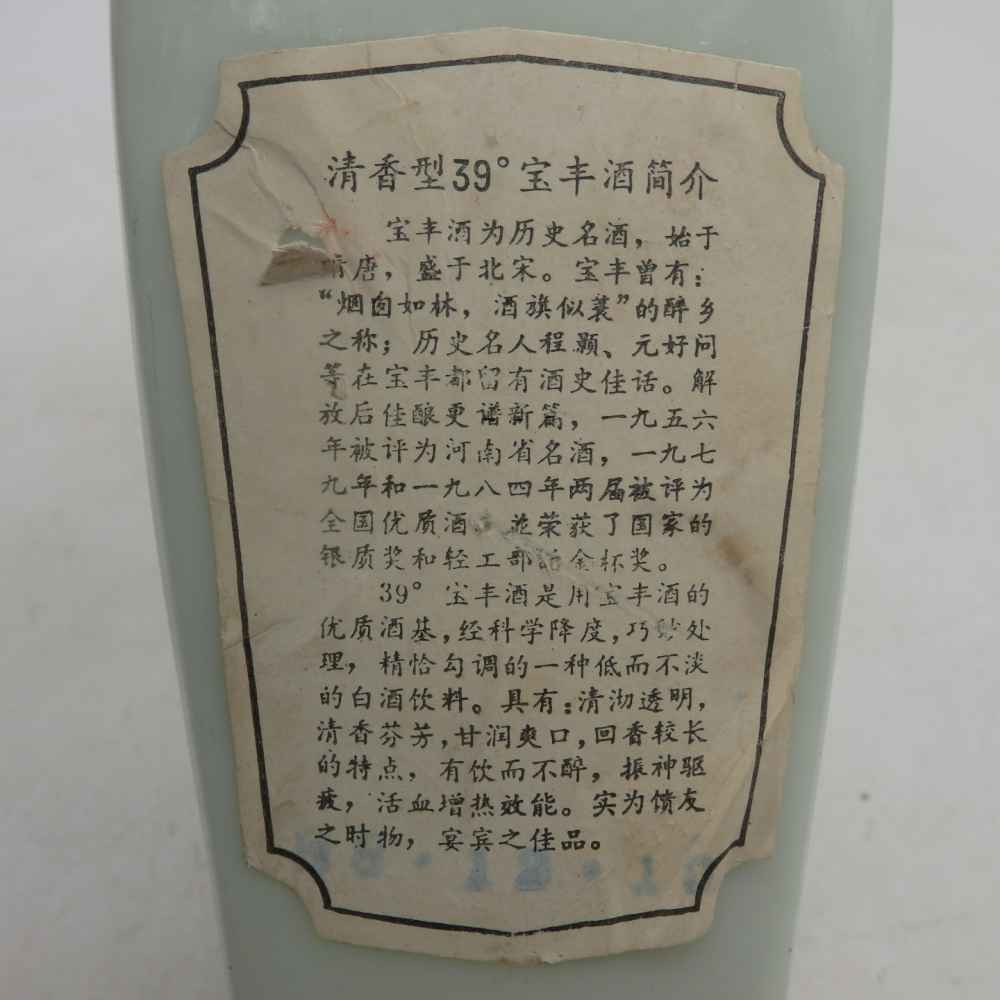 清香型39°宝丰酒简介
宝丰酒为历史名酒，始于
隋唐，盛于北宋。宝丰曾有：
“烟囱如林，酒旗似蓑”的醉乡
之称；历史名人程颢、元好问
等在宝丰都留有酒史佳话。解
放后佳酿更谱新篇，一九五六
年被评为河南省名酒，一九七
九年和一九八四年两届被评为
全国优质酒。并荣获了国家的
银质奖和轻工部的金杯奖。
39° 宝丰酒是用宝丰酒的
优质酒基，经科学降度，巧妙处
理，精恰勾调的一种低而不淡
的白酒饮料。具有：清沏透明，
清香芬芳，甘润爽口，回香较长
的特点，有饮而不醉，振神驱
疲，活血增热效能。实为馈友
之时物，宴宾之佳品。